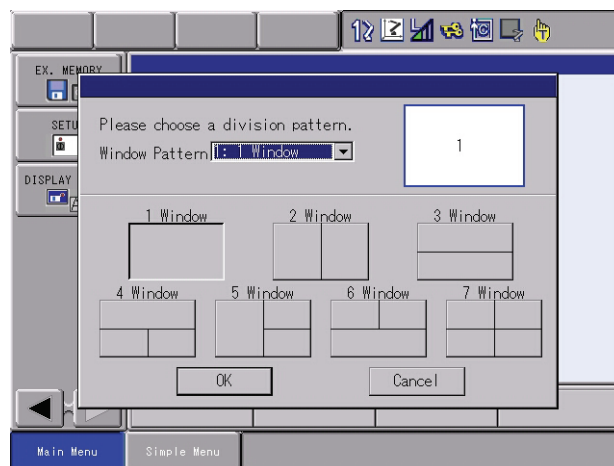 EX. MEMORY
SETU
DISPLAY
Please choose a division pattern.
Window Pattern 1: 1 Window
1
1 Window 2 Window 3 Window
4 Window 5 Window 6 Window 7 Window
OK Cancel
Main Menu Simple Menu